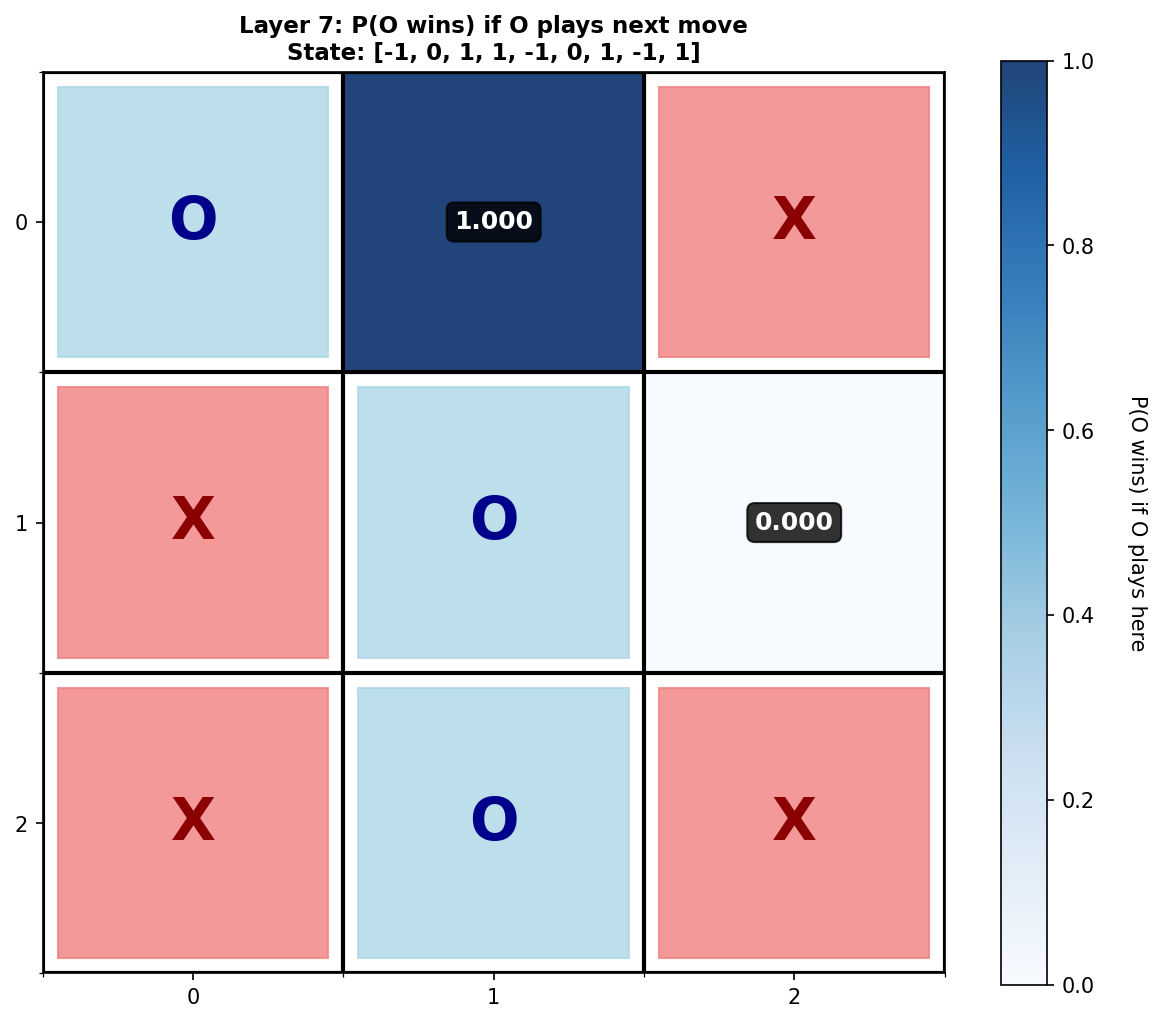 Layer 7: P(O wins) if O plays next move
State: [-1, 0, 1, 1, -1, 0, 1, -1, 1]
0
O
1.000
X
1
X
O
0.000
2
X
O
X
0
1
2
1.0
0.8
0.6
0.4
0.2
0.0
P(O wins) if O plays here